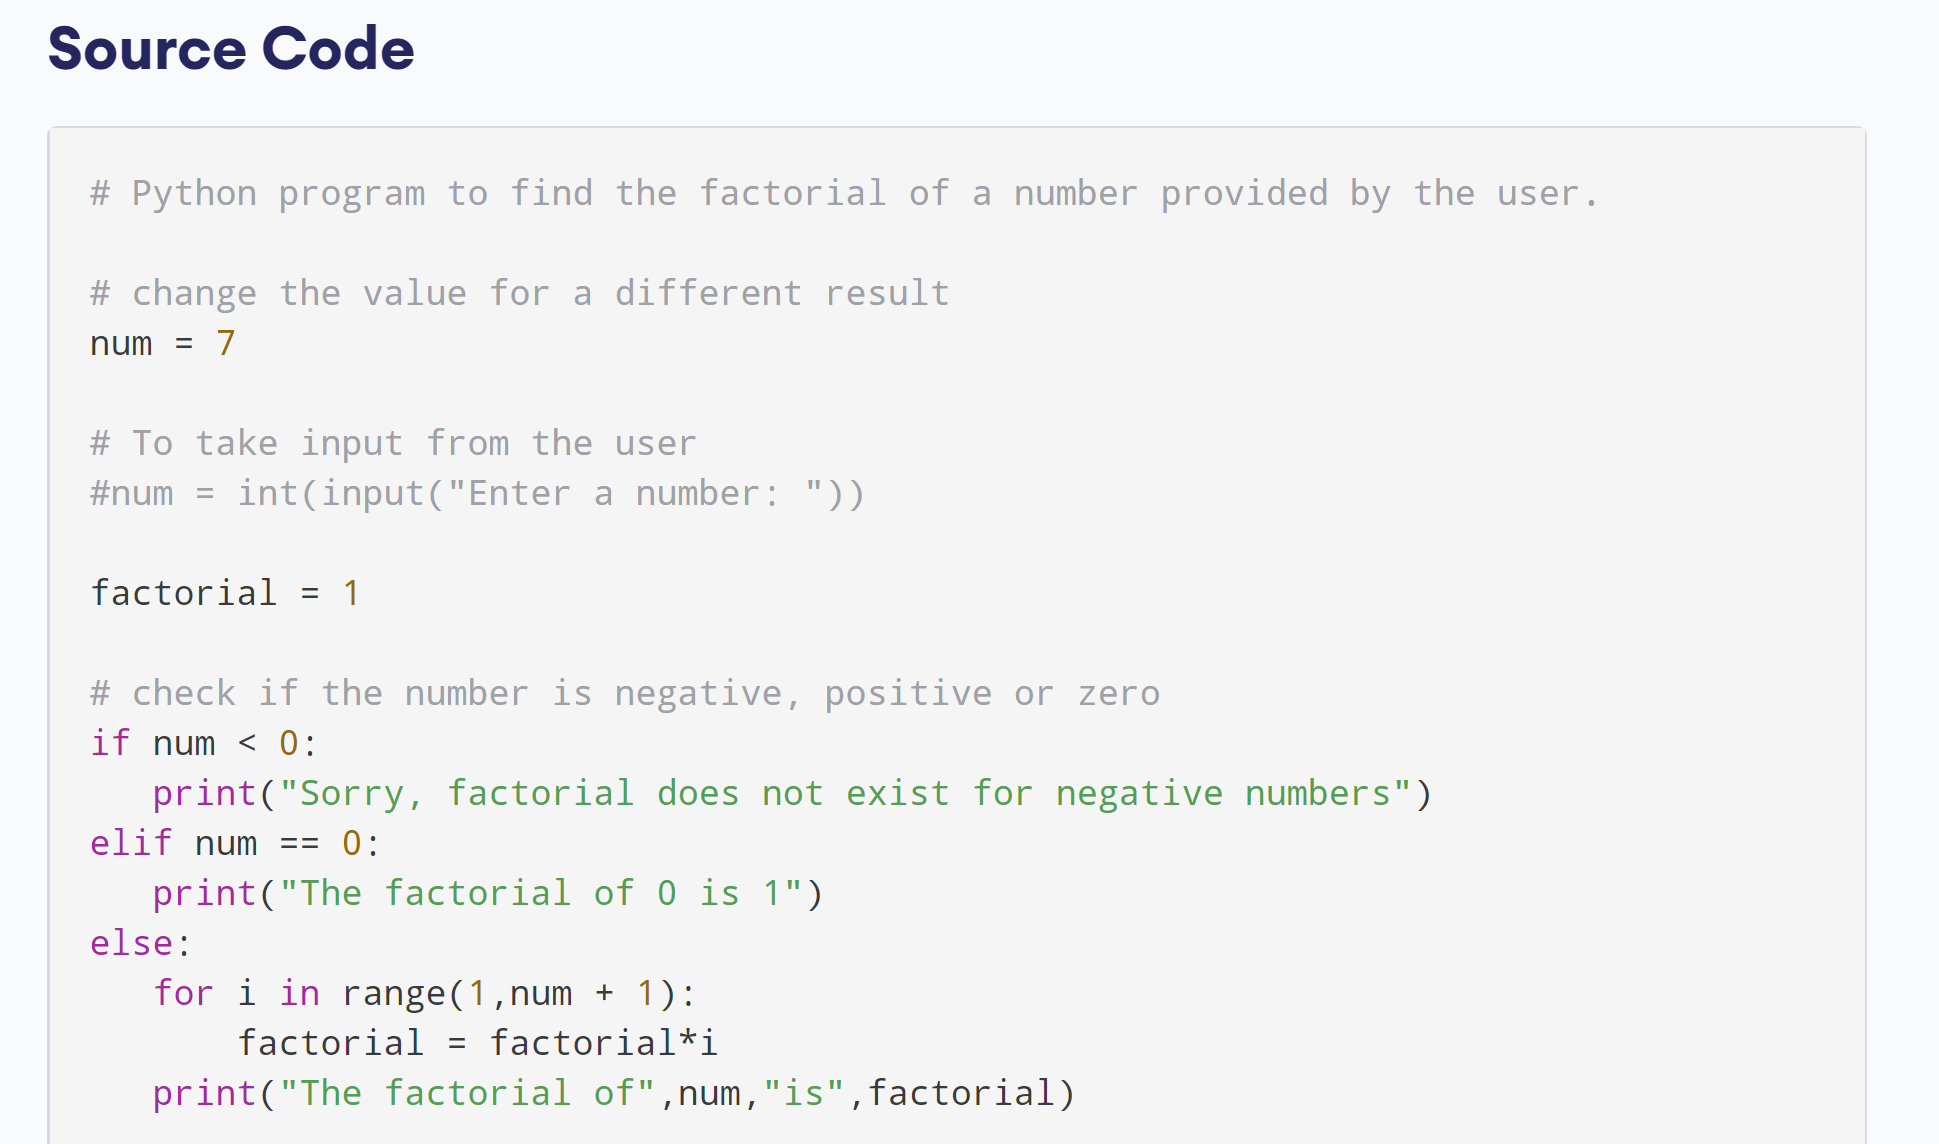 Source Code
# Python program to find the factorial of a number provided by the user.
# change the value for a different result
num = 7
# To take input from the user
#num = int(input("Enter a number: "))
factorial = 1
# check if the number is negative, positive or zero
if num < 0:
   print("Sorry, factorial does not exist for negative numbers")
elif num == 0:
   print("The factorial of 0 is 1")
else:
   for i in range(1,num + 1):
       factorial = factorial*i
   print("The factorial of",num,"is",factorial)